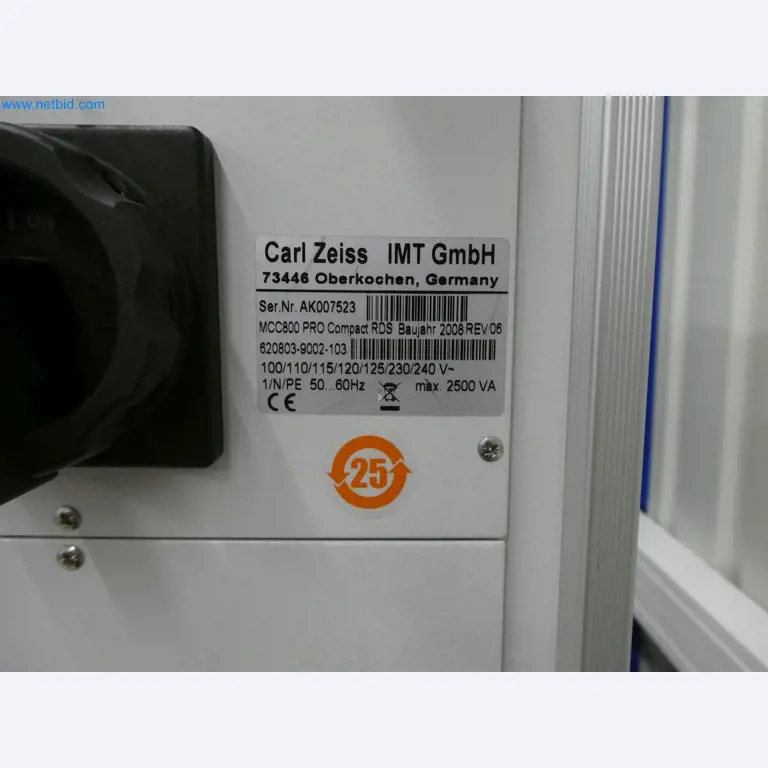 www.netbid.com
I ON
Carl Zeiss IMT GmbH
73446 Oberkochen, Germany
Ser.Nr. AK007523
MCC800 PRO Compact RDS Baujahr 2008 REV 06
620803-9002-103
100/110/115/120/125/230/240 V~
1/N/PE 50...60Hz max. 2500 VA
CE
25